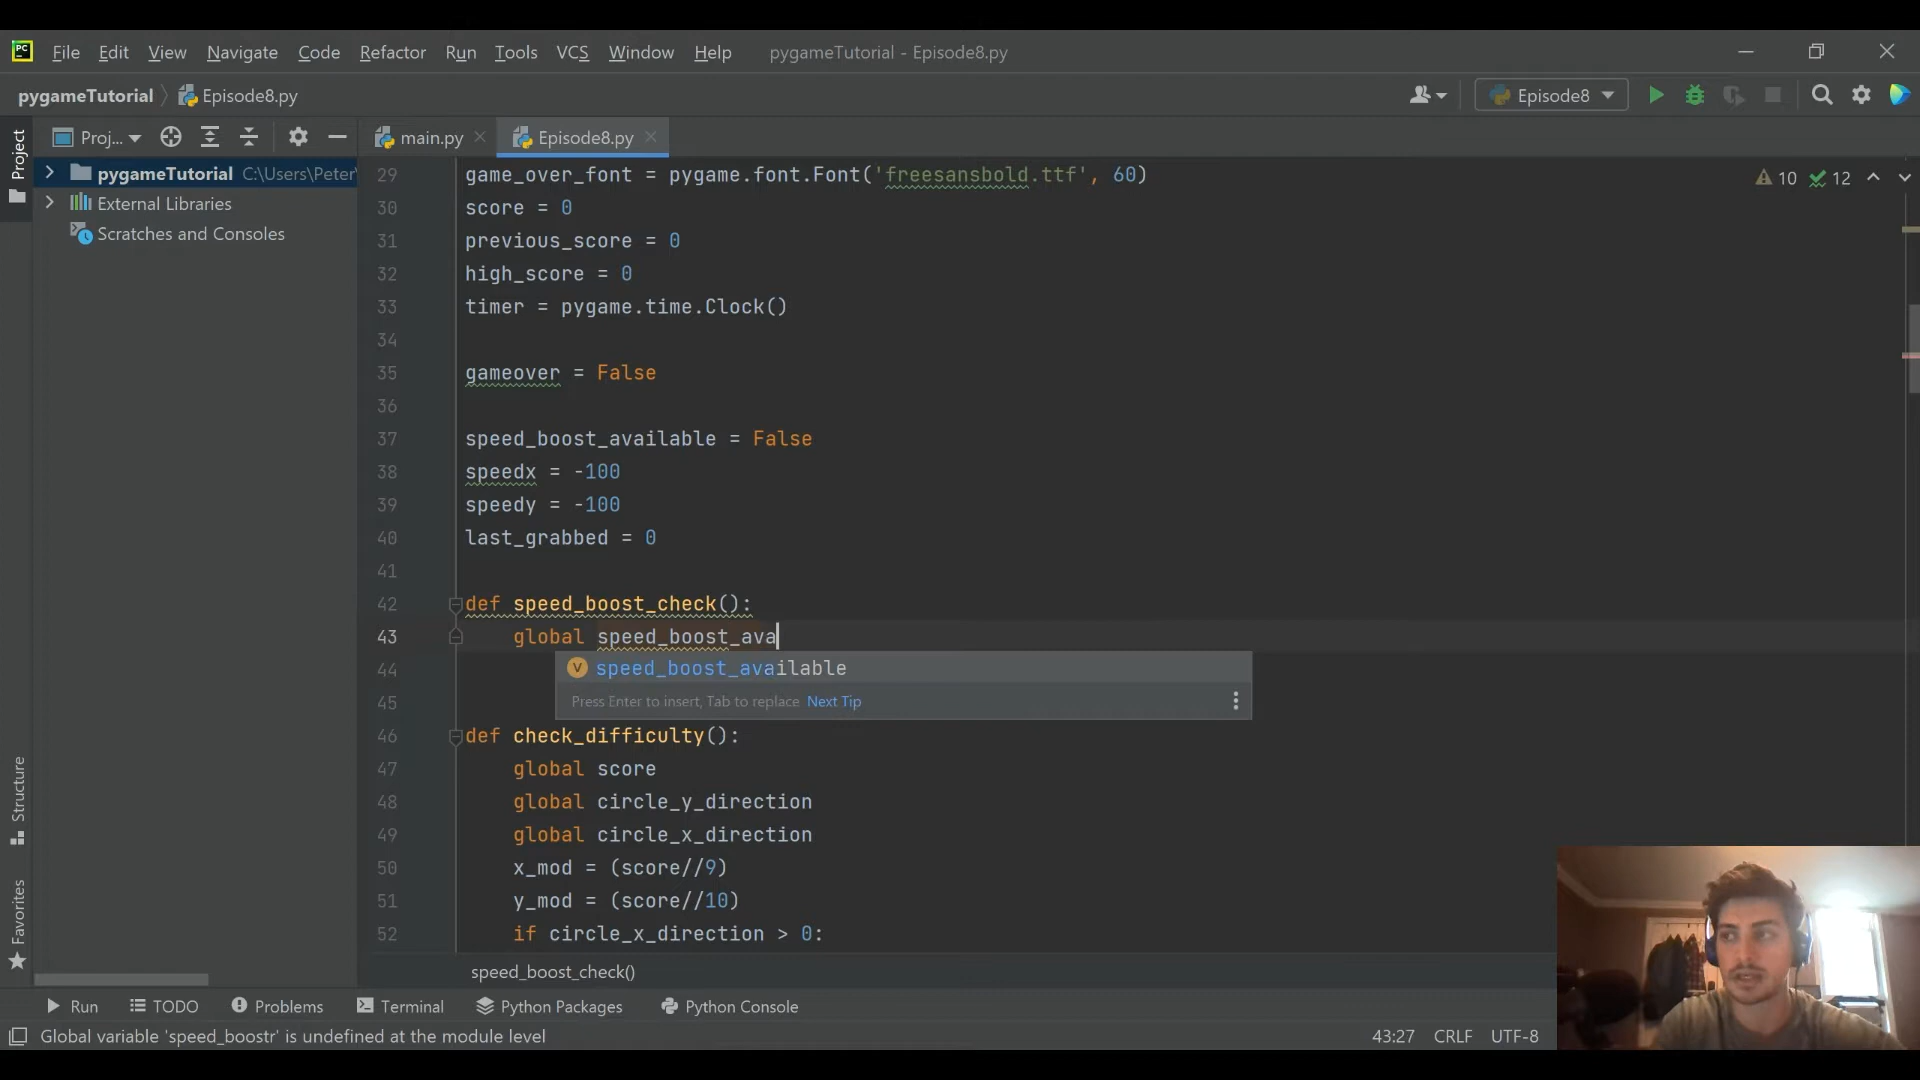 PC File Edit View Navigate Code Refactor Run Tools VCS Window Help pygameTutorial - Episode8.py
pygameTutorial Episode8.py Episode8
Project Proj... main.py Episode8.py
pygameTutorial C:\Users\Peter
External Libraries
Scratches and Consoles
10 12
29 game_over_font = pygame.font.Font('freesansbold.ttf', 60)
30 score = 0
31 previous_score = 0
32 high_score = 0
33 timer = pygame.time.Clock()
34
35 gameover = False
36
37 speed_boost_available = False
38 speedx = -100
39 speedy = -100
40 last_grabbed = 0
41
42 def speed_boost_check():
43 global speed_boost_ava
44 V speed_boost_available
45 Press Enter to insert, Tab to replace Next Tip
46 def check_difficulty():
47 global score
48 global circle_y_direction
49 global circle_x_direction
50 x_mod = (score//9)
51 y_mod = (score//10)
52 if circle_x_direction > 0:
speed_boost_check()
Structure
Favorites
Run TODO Problems Terminal Python Packages Python Console
Global variable 'speed_boostr' is undefined at the module level 43:27 CRLF UTF-8